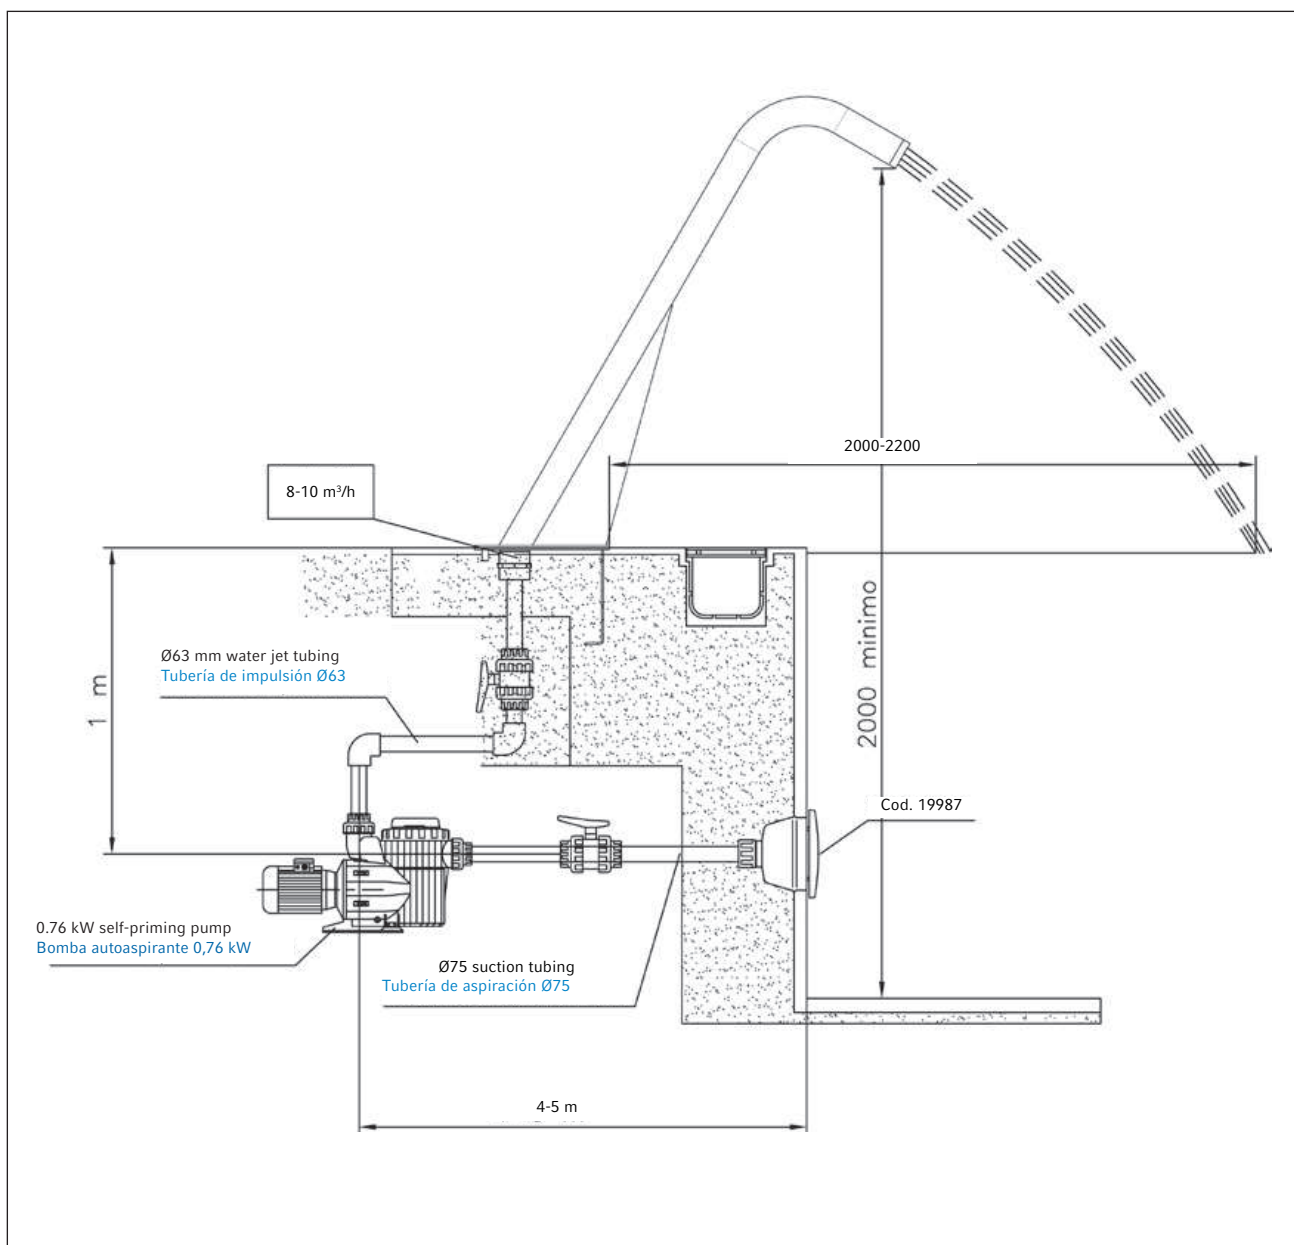 2000-2200
8-10 m³/h
Ø63 mm water jet tubing
Tubería de impulsión Ø63
1 m
2000 minimo
Cod. 19987
0.76 kW self-priming pump
Bomba autoaspirante 0,76 kW
Ø75 suction tubing
Tubería de aspiración Ø75
4-5 m